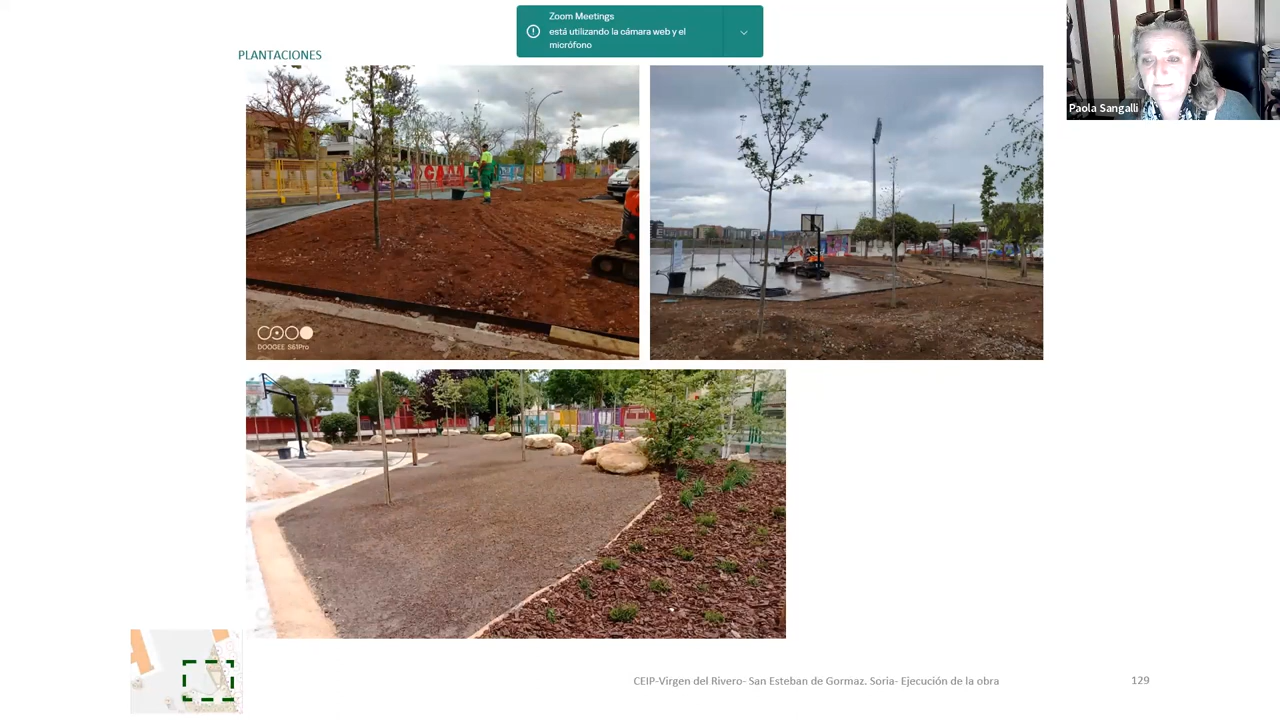 Zoom Meetings
está utilizando la cámara web y el
micrófono
Paola Sangalli
PLANTACIONES
DOOGEE S61Pro
CEIP-Virgen del Rivero- San Esteban de Gormaz. Soria- Ejecución de la obra
129